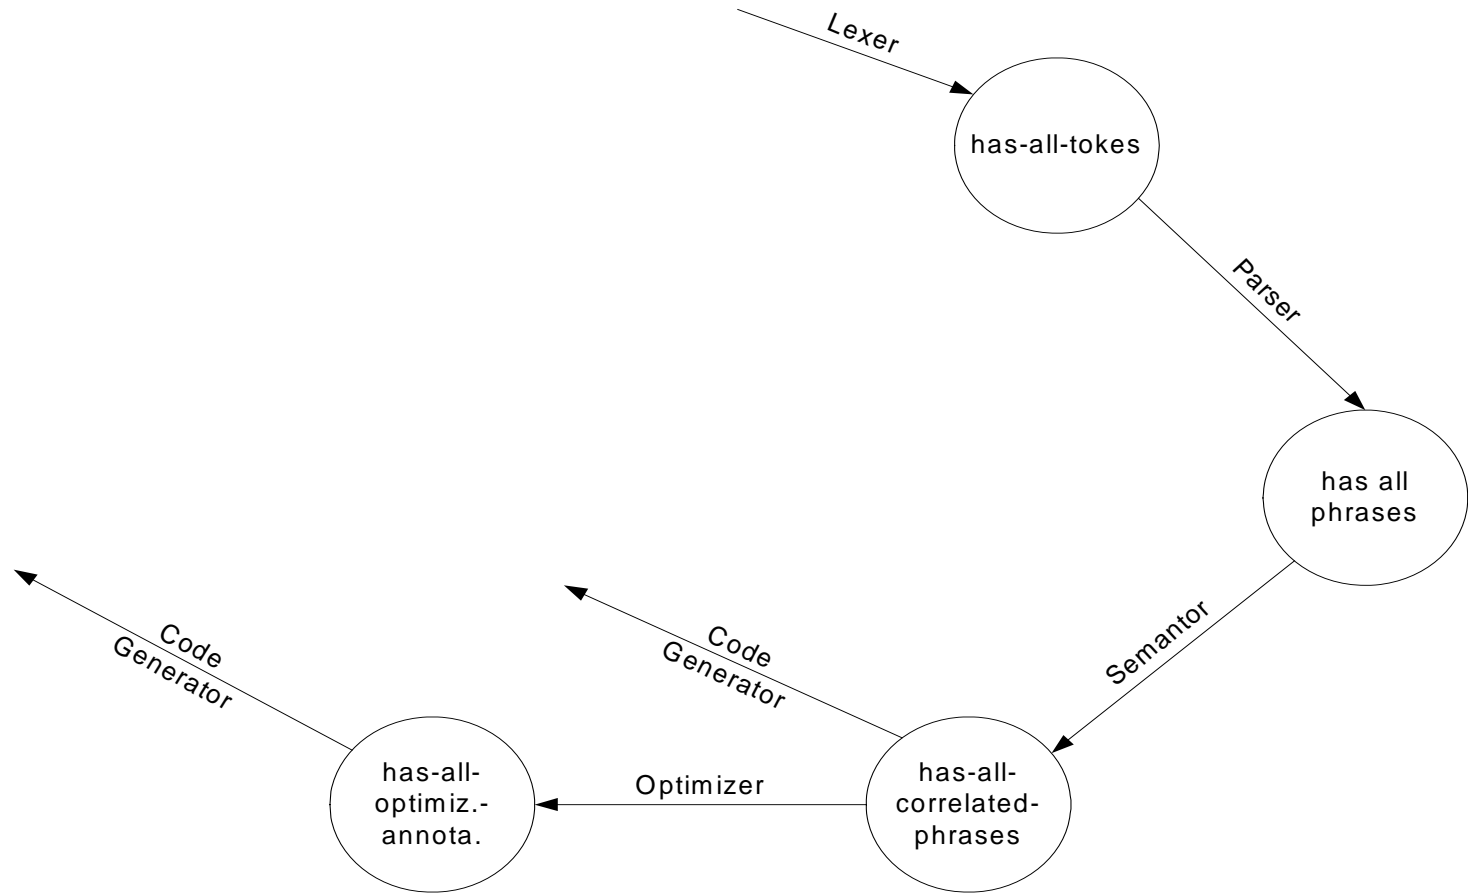 Lexer
has-all-tokes
Parser
has all
phrases
Semantor
Code
Generator
Code
Generator
has-all-
optimiz.-
annota.
Optimizer
has-all-
correlated-
phrases